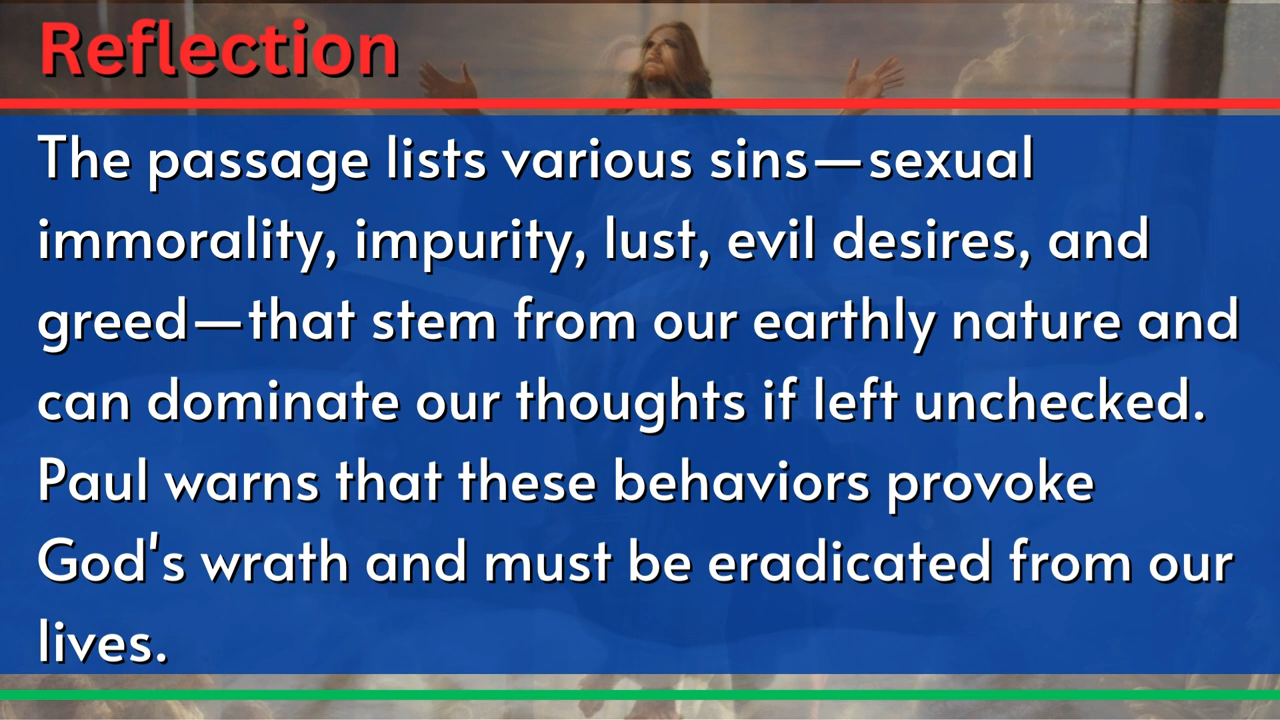 Reflection
The passage lists various sins—sexual
immorality, impurity, lust, evil desires, and
greed—that stem from our earthly nature and
can dominate our thoughts if left unchecked.
Paul warns that these behaviors provoke
God's wrath and must be eradicated from our
lives.